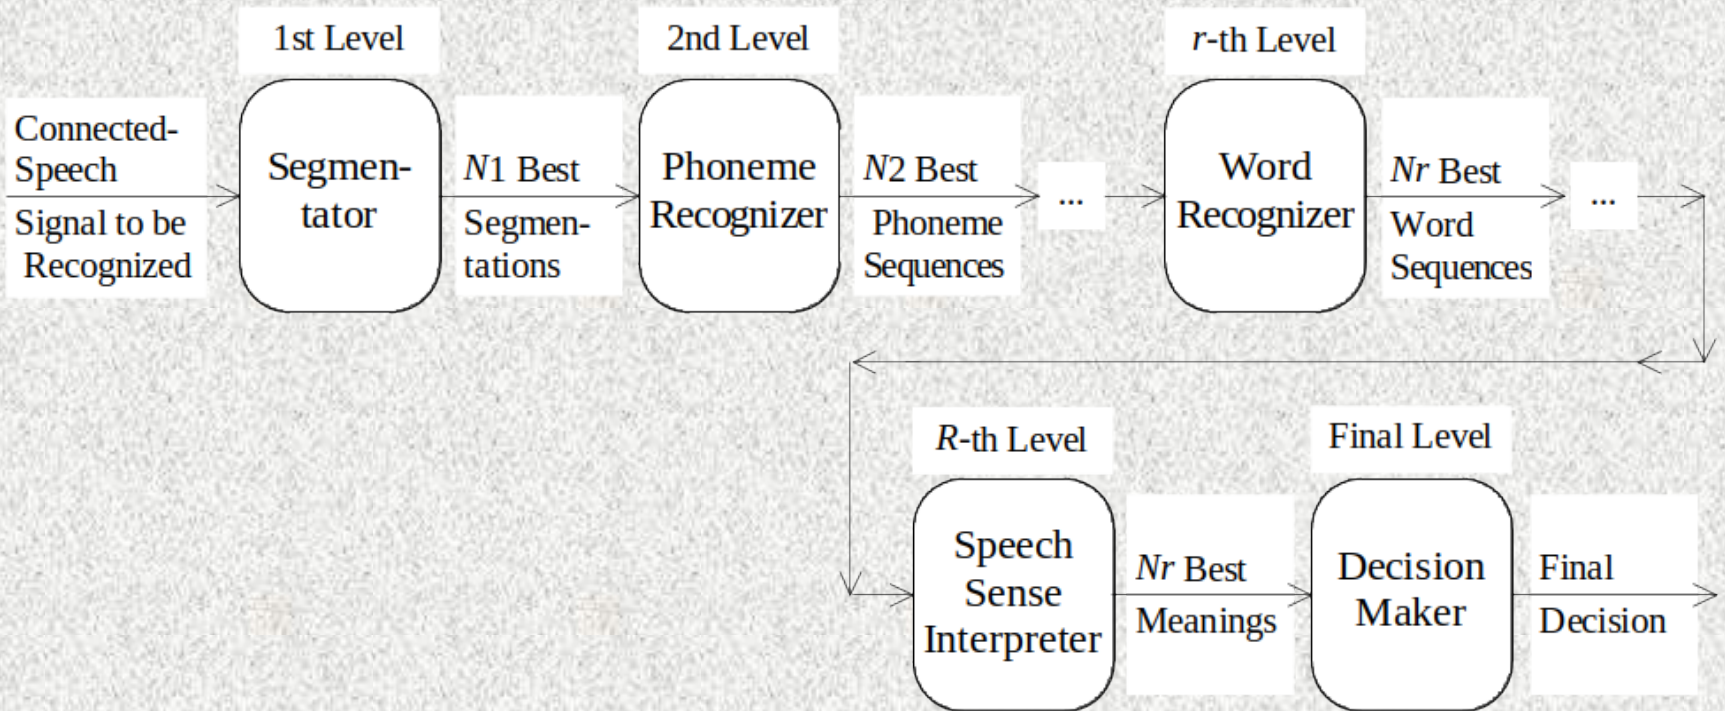 1st Level
2nd Level
r-th Level
Connected-
Speech
Signal to be
Recognized
Segmen-
tator
N1 Best
Segmen-
tations
Phoneme
Recognizer
N2 Best
Phoneme
Sequences
...
Word
Recognizer
Nr Best
Word
Sequences
...
R-th Level
Final Level
Speech
Sense
Interpreter
Nr Best
Meanings
Decision
Maker
Final
Decision